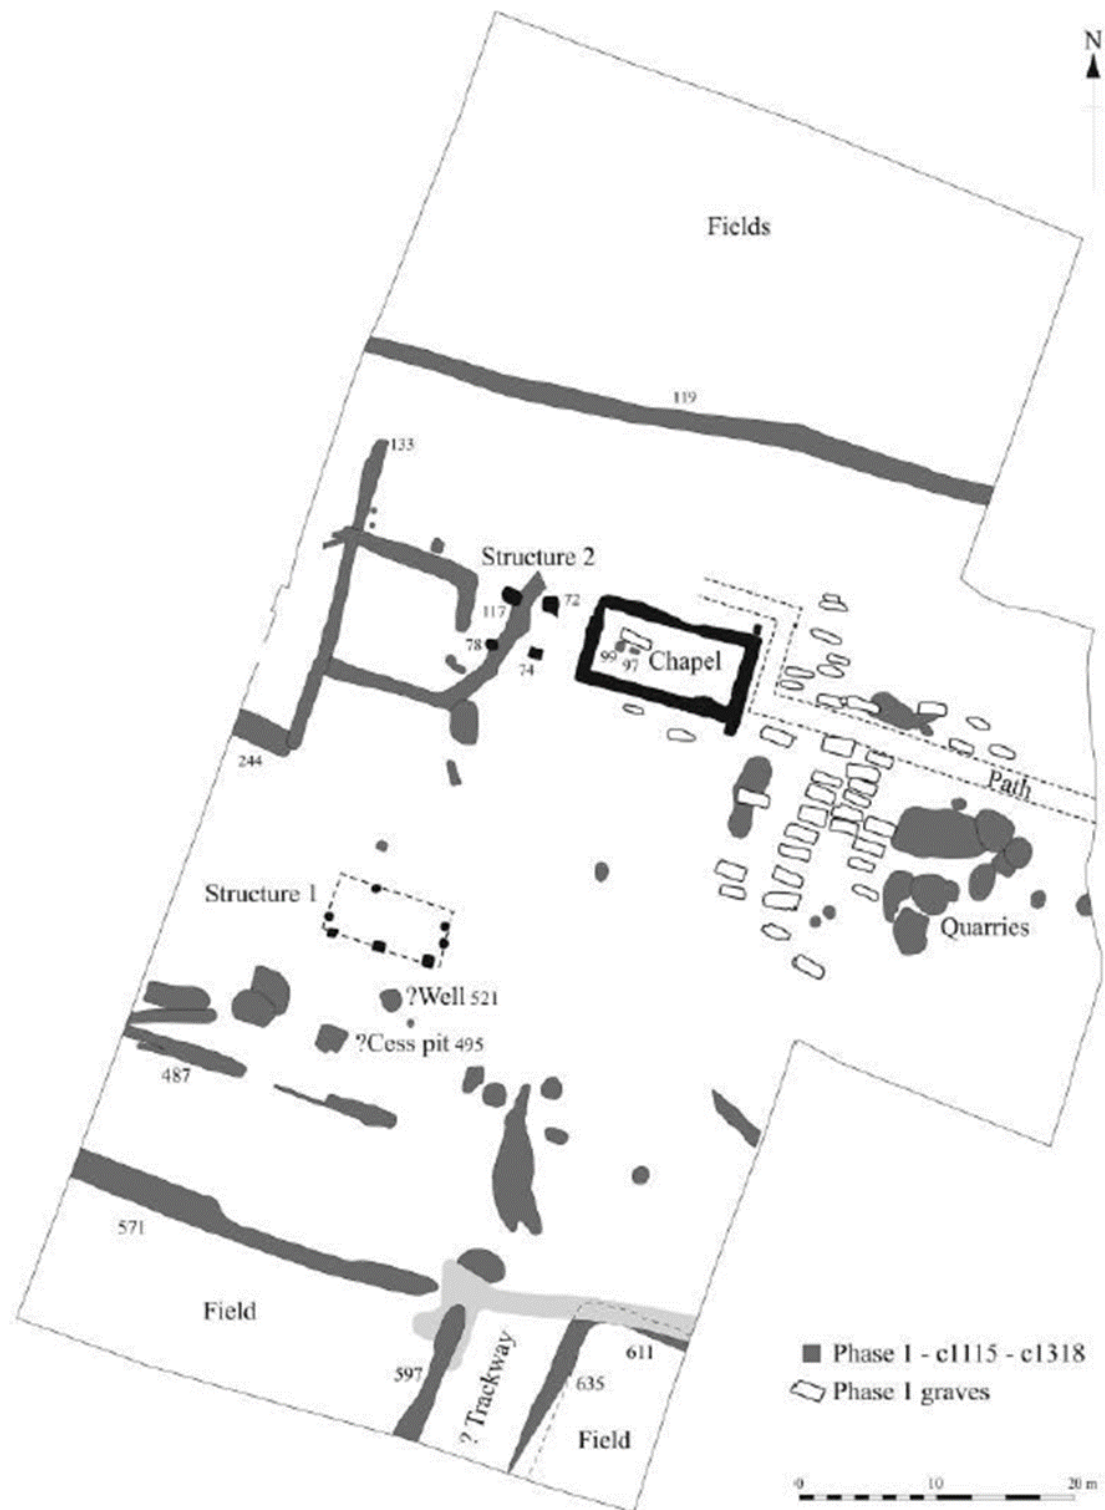 N
Fields
119
133
Structure 2
117
72
78
74
99
97
Chapel
244
Path
Structure 1
Quarries
?Well 521
?Cess pit 495
487
571
Field
597
? Trackway
635
611
Field
Phase 1 - c1115 - c1318
Phase 1 graves
0 10 20 m